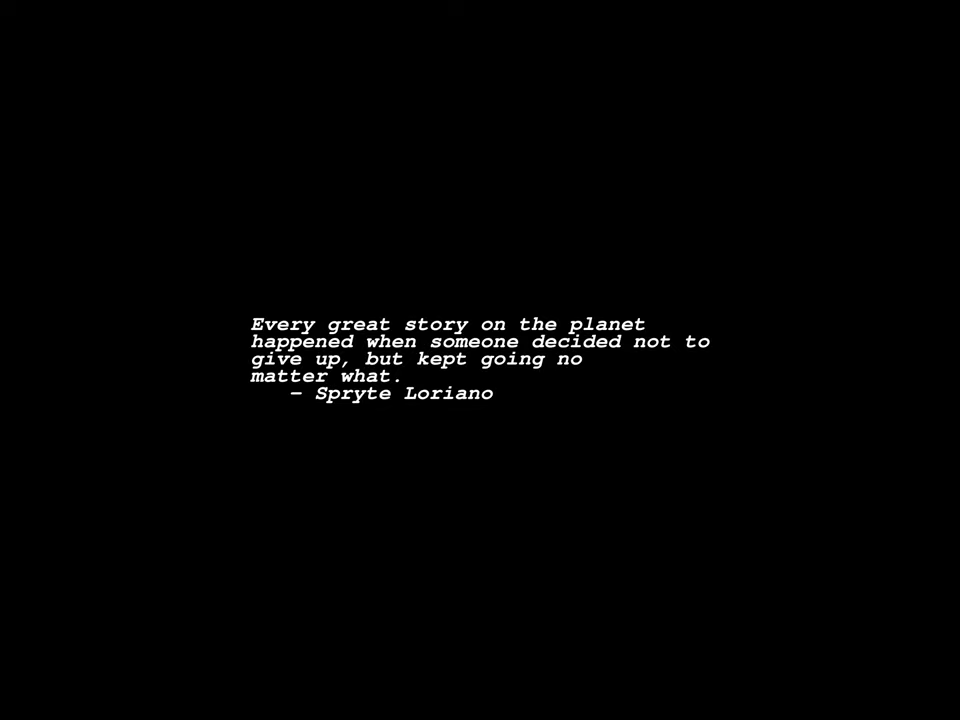 Every great story on the planet
happened when someone decided not to
give up, but kept going no
matter what.
– Spryte Loriano